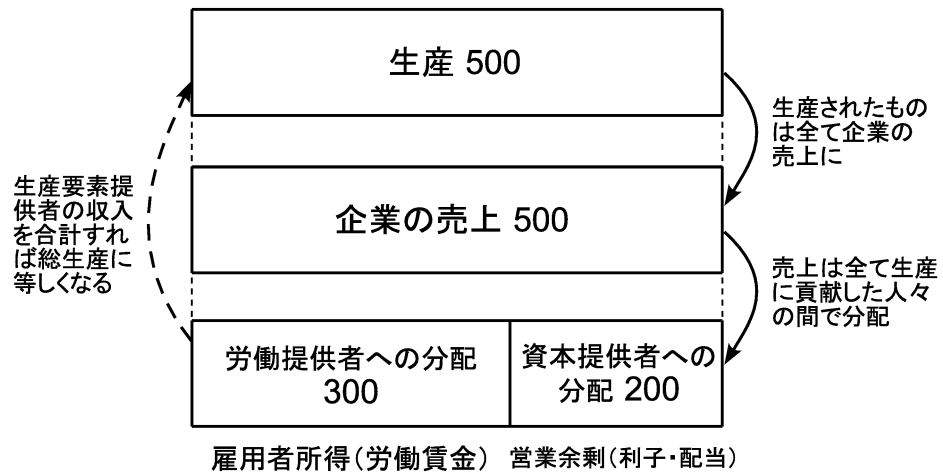 生産 500
生産されたもの
は全て企業の
売上に
生産要素提
供者の収入
を合計すれ
ば総生産に
等しくなる
企業の売上 500
売上は全て生産
に貢献した人々
の間で分配
労働提供者への分配
300
資本提供者への
分配 200
雇用者所得（労働賃金）
営業余剰（利子・配当）